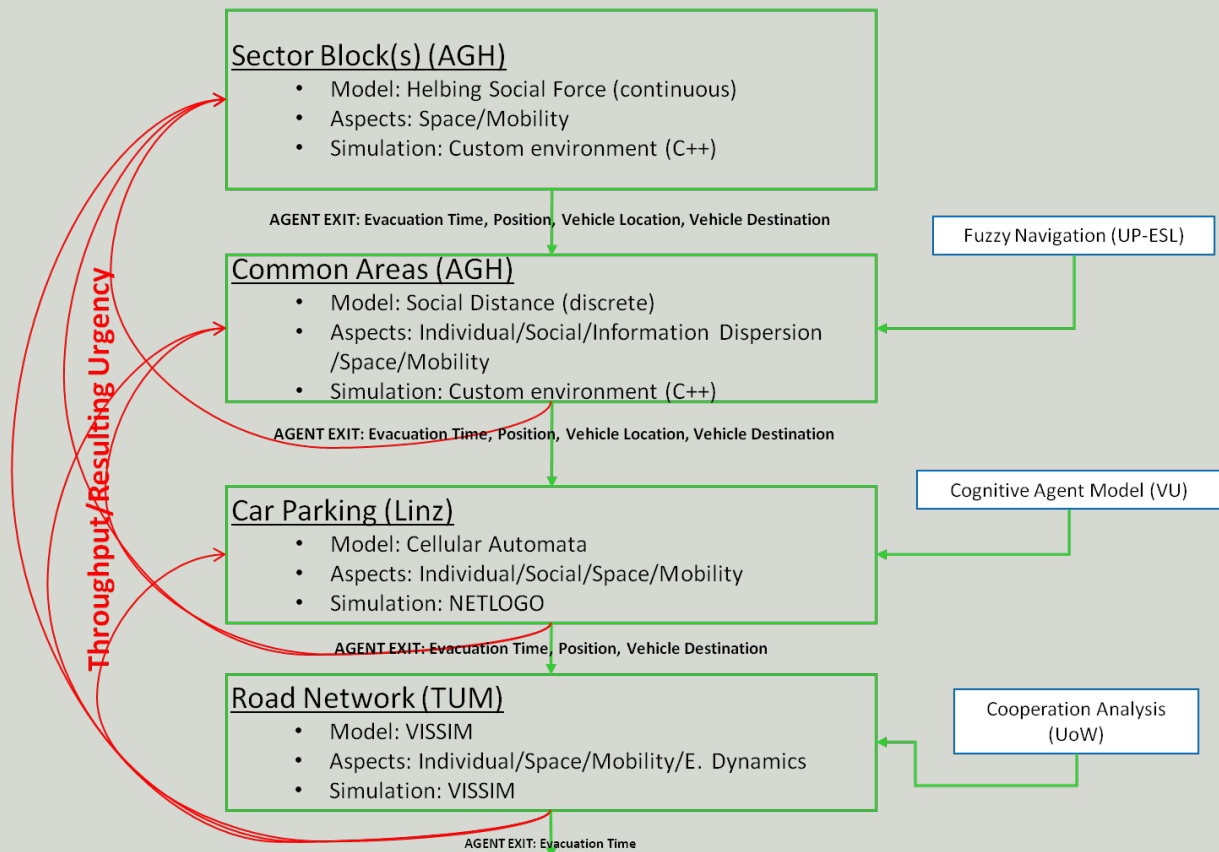 Sector Block(s) (AGH)
• Model: Helbing Social Force (continuous)
• Aspects: Space/Mobility
• Simulation: Custom environment (C++)
AGENT EXIT: Evacuation Time, Position, Vehicle Location, Vehicle Destination
Fuzzy Navigation (UP-ESL)
Common Areas (AGH)
• Model: Social Distance (discrete)
• Aspects: Individual/Social/Information Dispersion
/Space/Mobility
• Simulation: Custom environment (C++)
AGENT EXIT: Evacuation Time, Position, Vehicle Location, Vehicle Destination
Throughput/Resulting Urgency
Cognitive Agent Model (VU)
Car Parking (Linz)
• Model: Cellular Automata
• Aspects: Individual/Social/Space/Mobility
• Simulation: NETLOGO
AGENT EXIT: Evacuation Time, Position, Vehicle Destination
Road Network (TUM)
• Model: VISSIM
• Aspects: Individual/Space/Mobility/E. Dynamics
• Simulation: VISSIM
Cooperation Analysis
(UoW)
AGENT EXIT: Evacuation Time